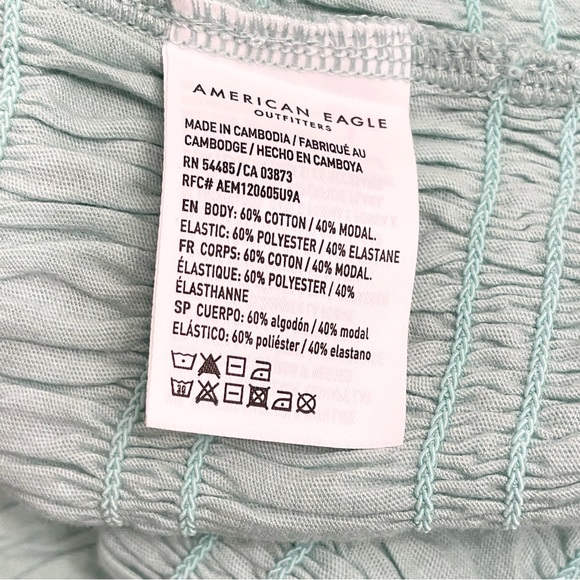 AMERICAN EAGLE
OUTFITTERS
MADE IN CAMBODIA / FABRIQUÉ AU
CAMBODGE / HECHO EN CAMBOYA
RN 54485/CA 03873
RFC# AEM120605U9A
EN BODY: 60% COTTON / 40% MODAL.
ELASTIC: 60% POLYESTER / 40% ELASTANE
FR CORPS: 60% COTON / 40% MODAL.
ÉLASTIQUE: 60% POLYESTER / 40%
ÉLASTHANNE
SP CUERPO: 60% algodón / 40% modal
ELÁSTICO: 60% poliéster / 40% elastano
30